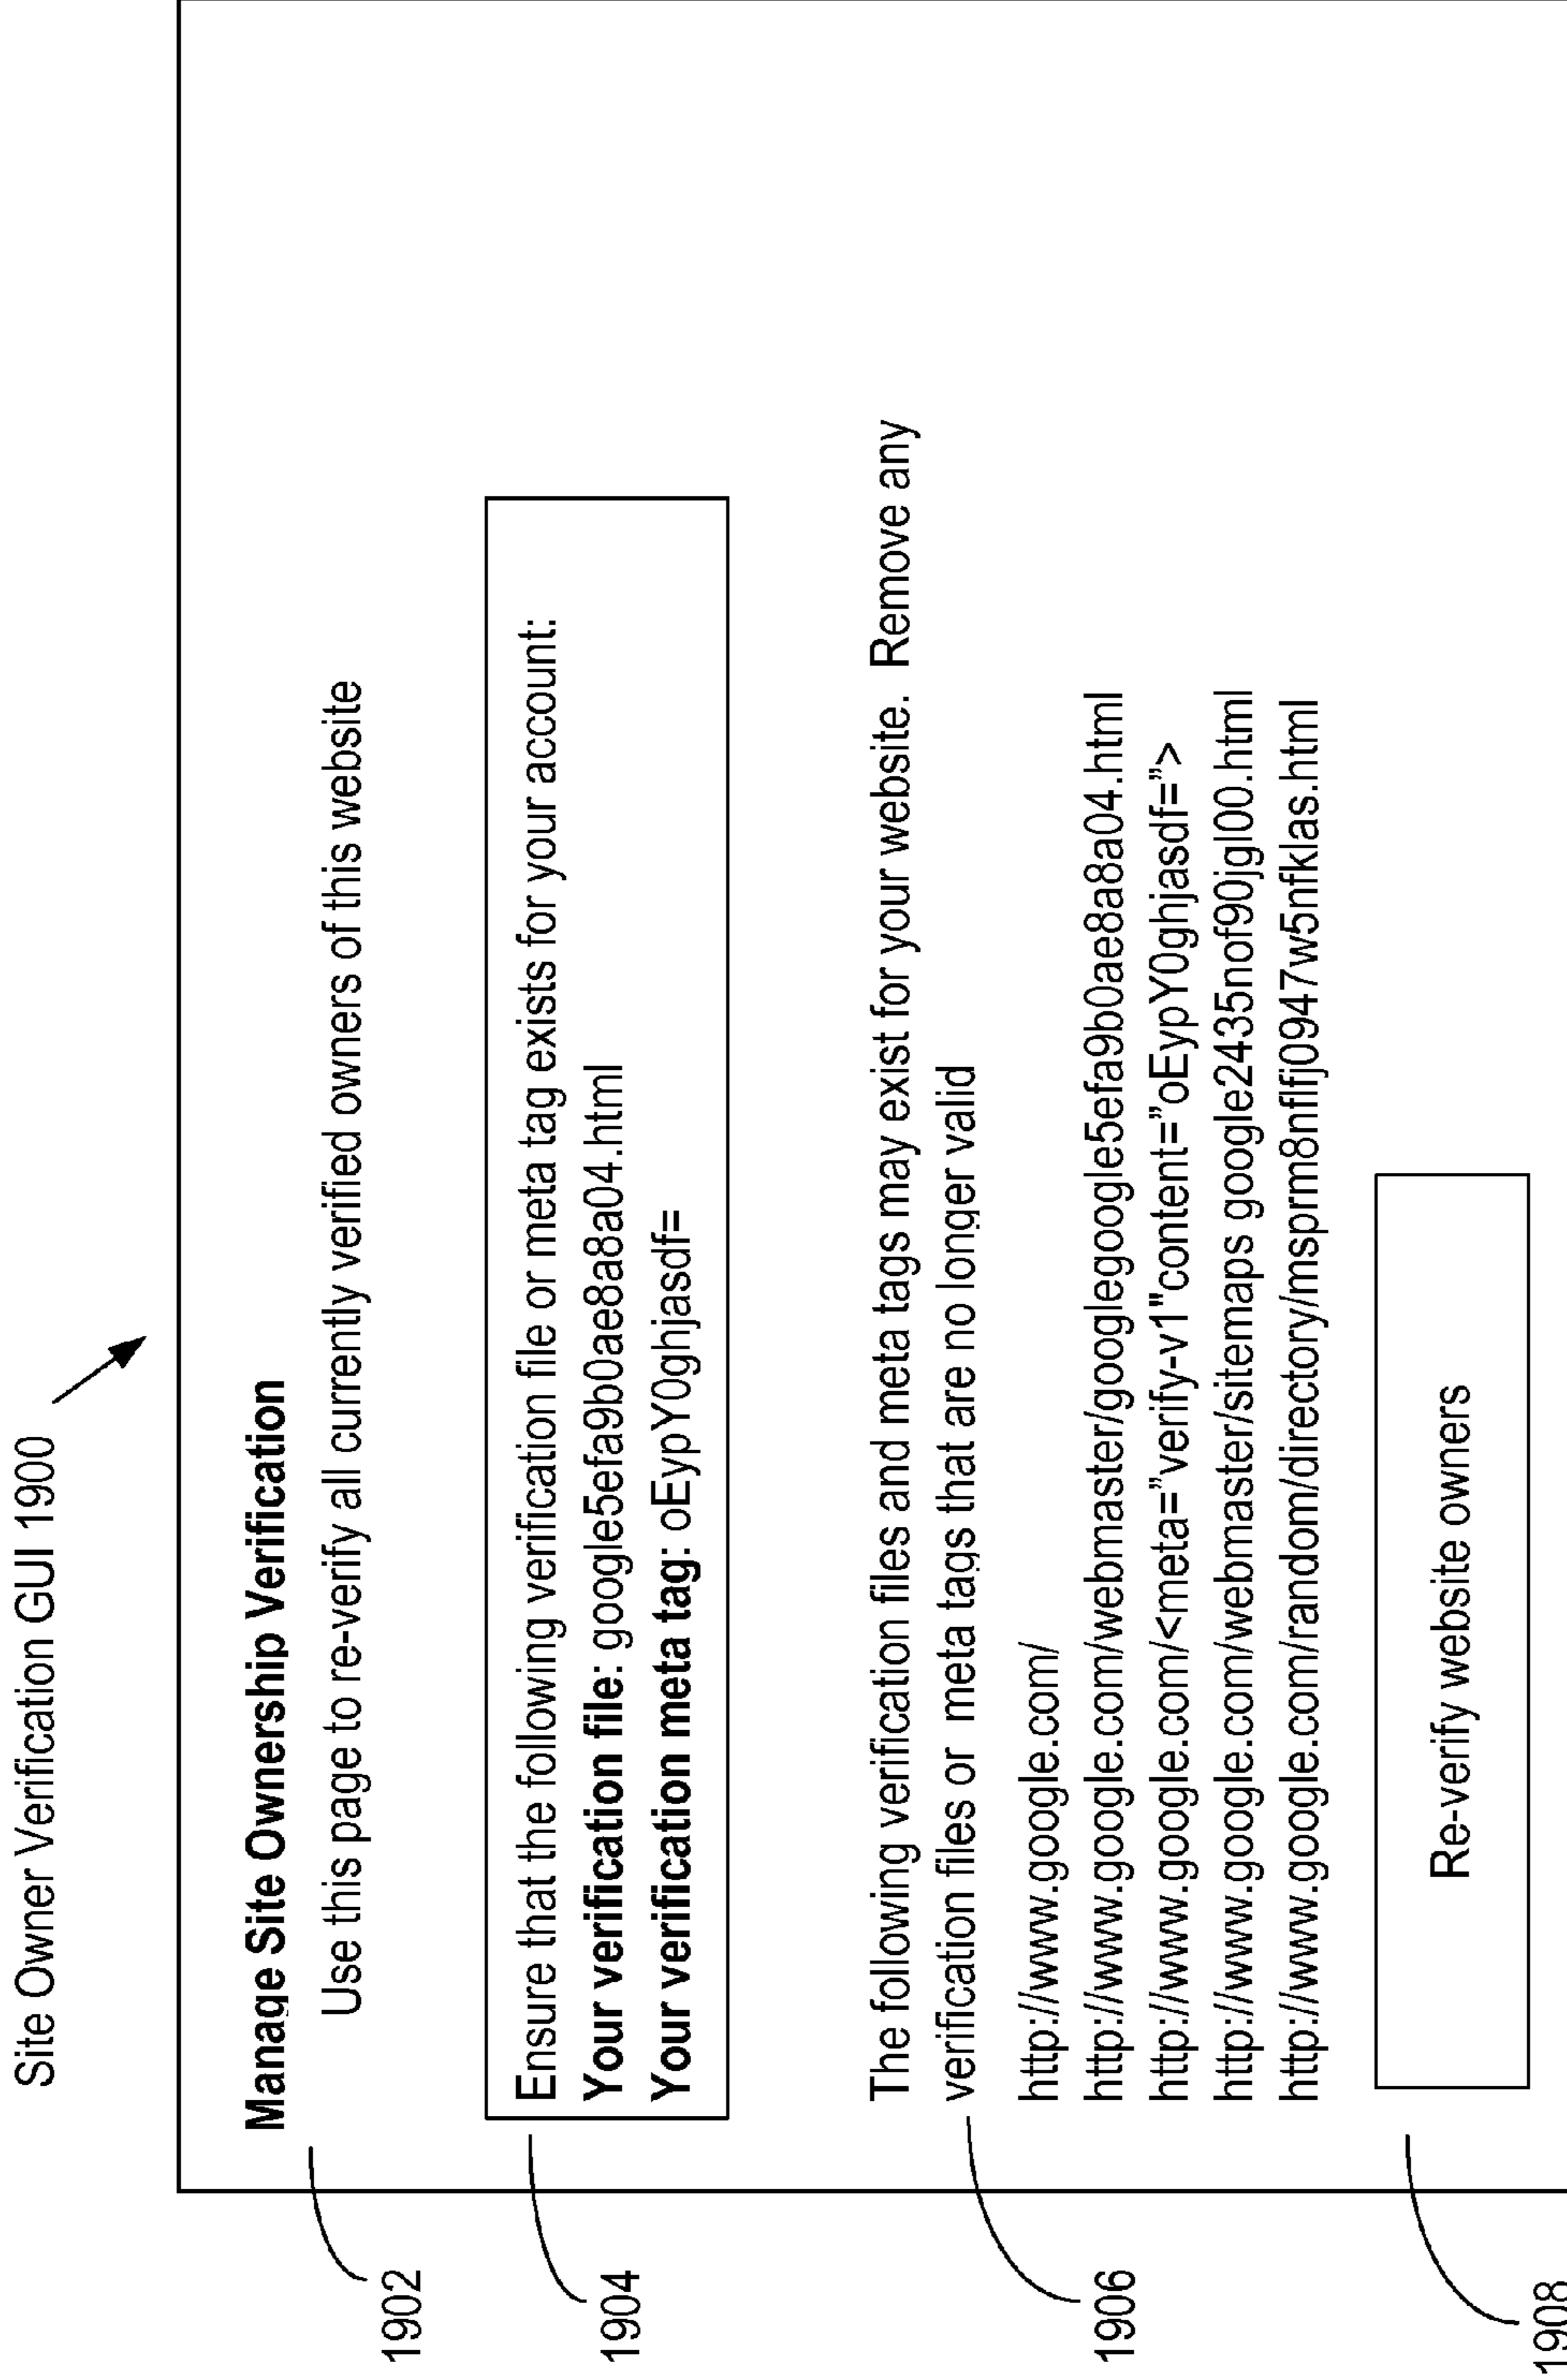 Site Owner Verification GUI 1900
Manage Site Ownership Verification
Use this page to re-verify all currently verified owners of this website
1902
Ensure that the following verification file or meta tag exists for your account:
Your verification file: google5efa9b0ae8a8a04.html
Your verification meta tag: oEypY0ghjasdf=
1904
The following verification files and meta tags may exist for your website. Remove any
verification files or meta tags that are no longer valid
1906
http://www.google.com/
http://www.google.com/webmaster/googlegoogle5efa9b0ae8a8a04.html
http://www.google.com/<meta=”verify-v1"content=”oEypY0ghjasdf=”>
http://www.google.com/webmaster/sitemaps google2435nof90jgl00.html
http://www.google.com/random/directory/msprm8nflfj0947w5nfklas.html
Re-verify website owners
1908